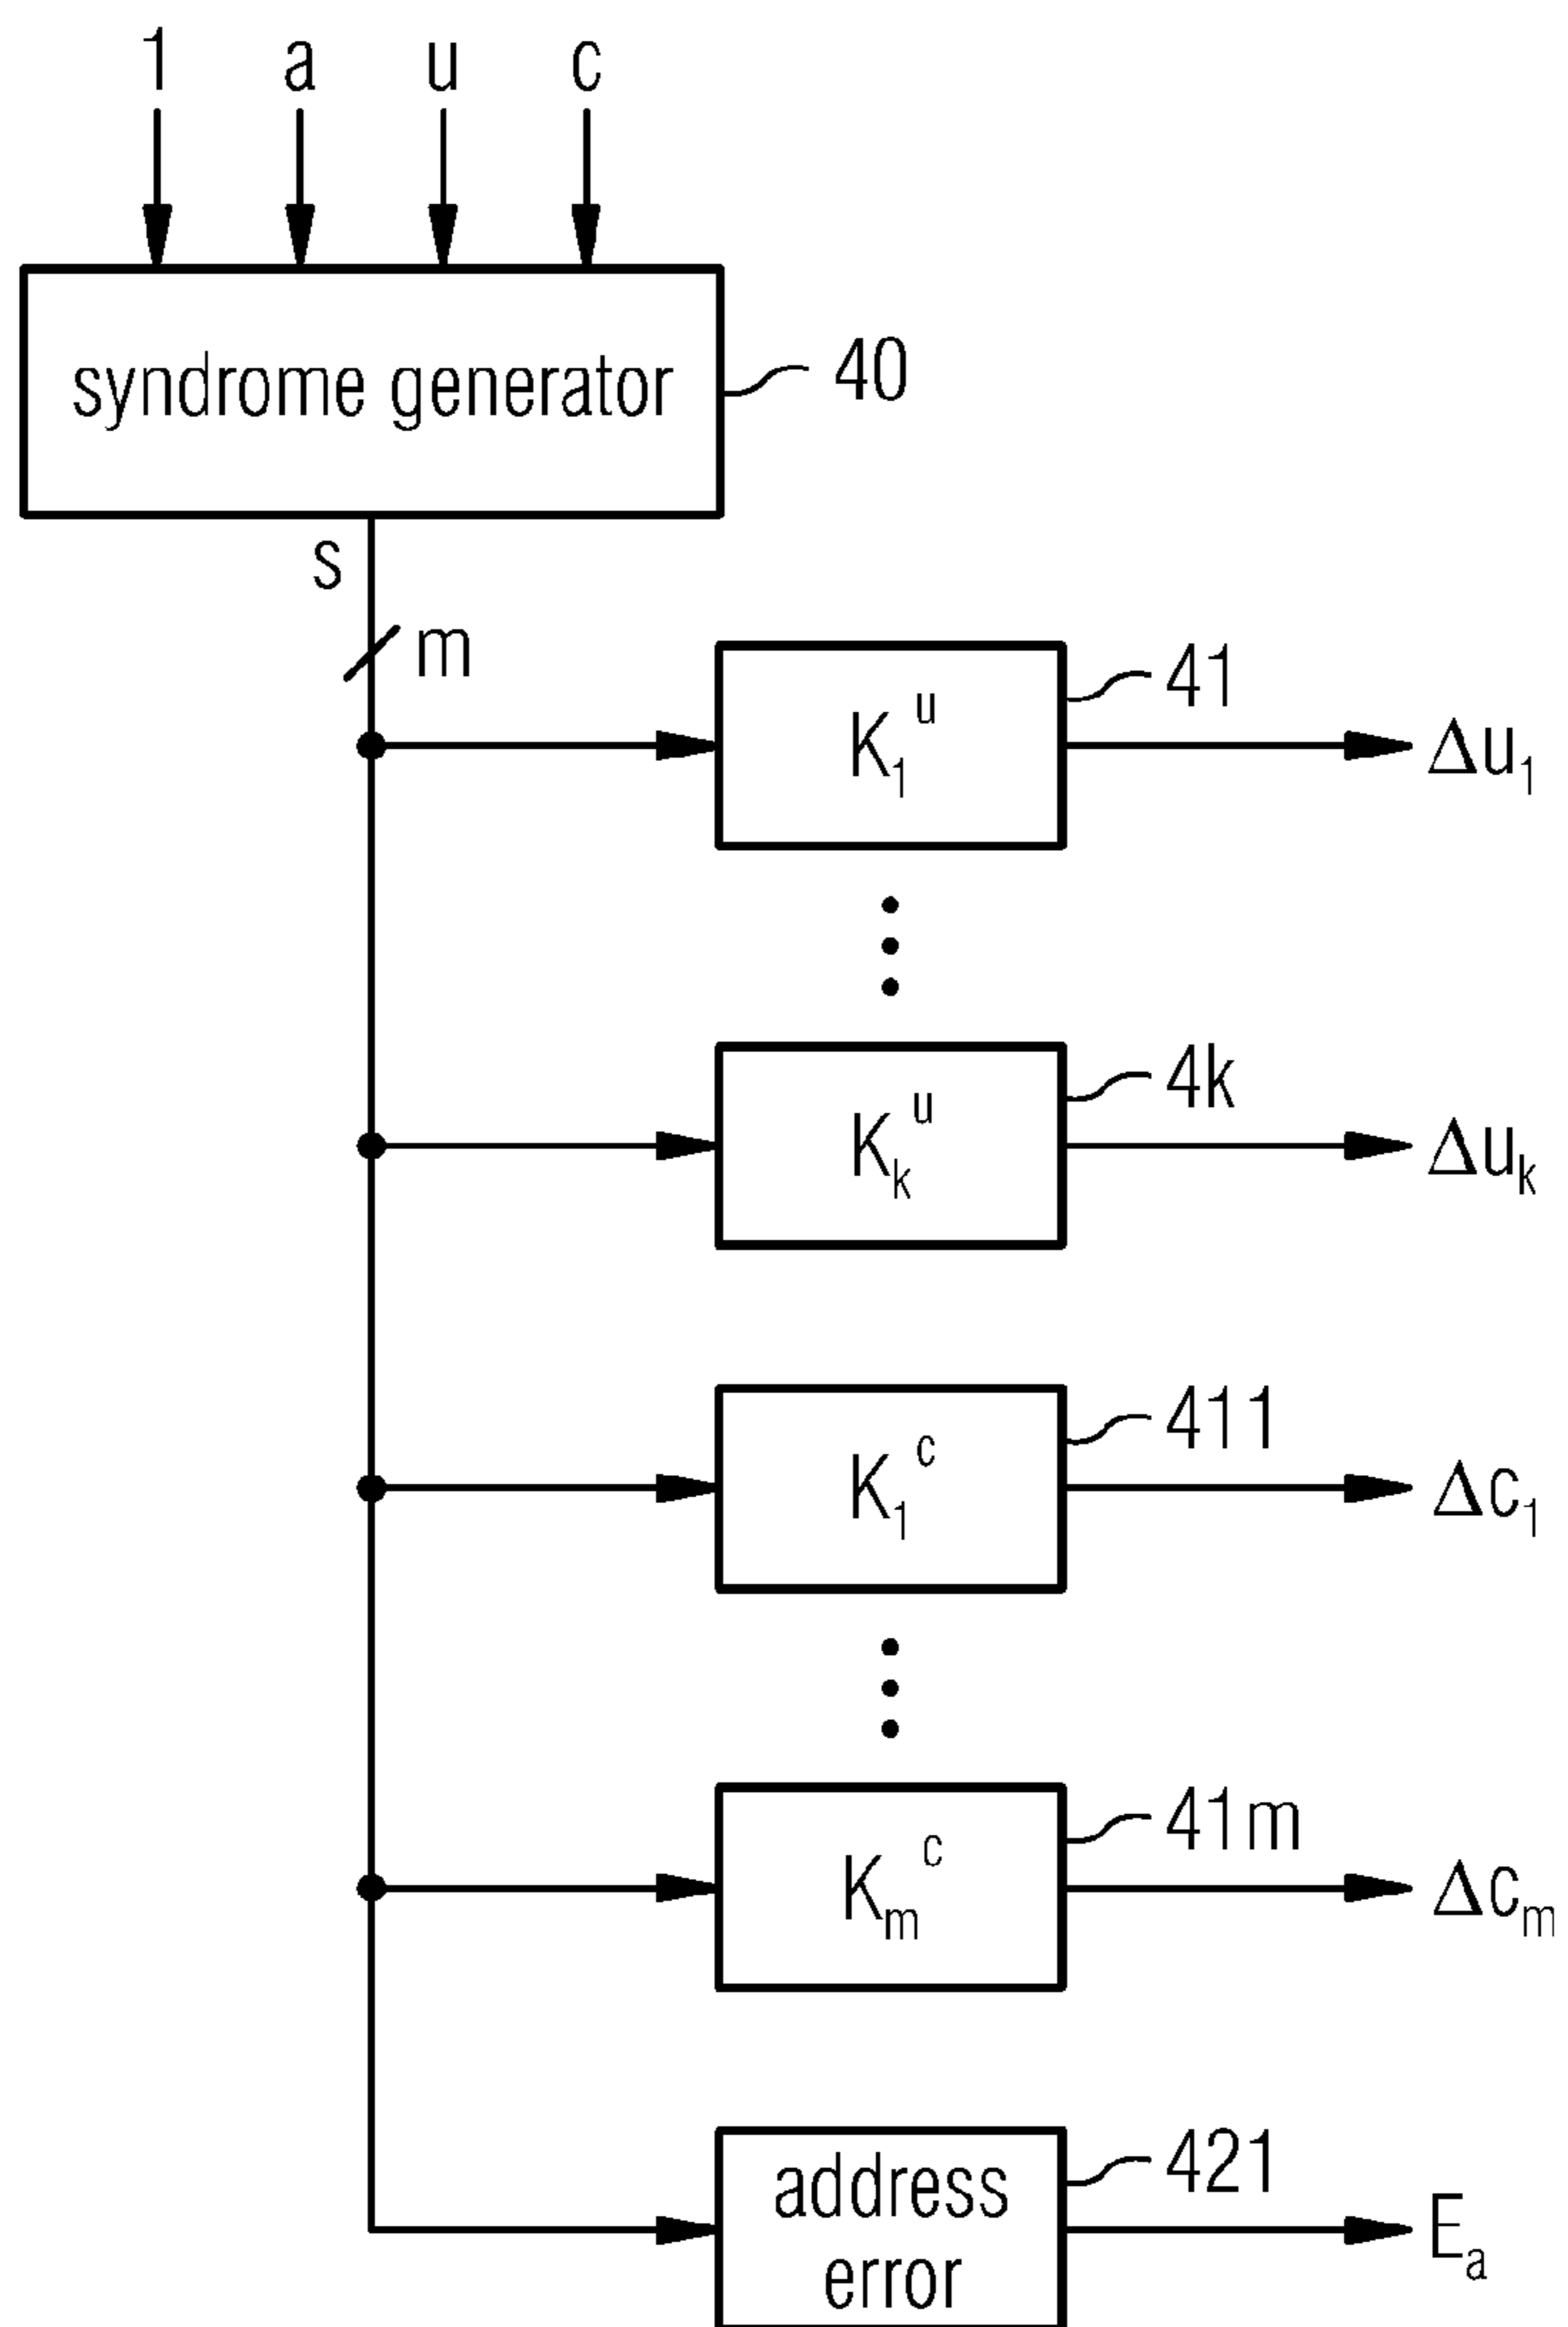 1 a u c
syndrome generator
40
s
m
K₁ᵘ
41
Δu₁
Kₖᵘ
4k
Δuₖ
K₁ᶜ
411
Δc₁
Kₘᶜ
41m
Δcₘ
address
error
421
Eₐ